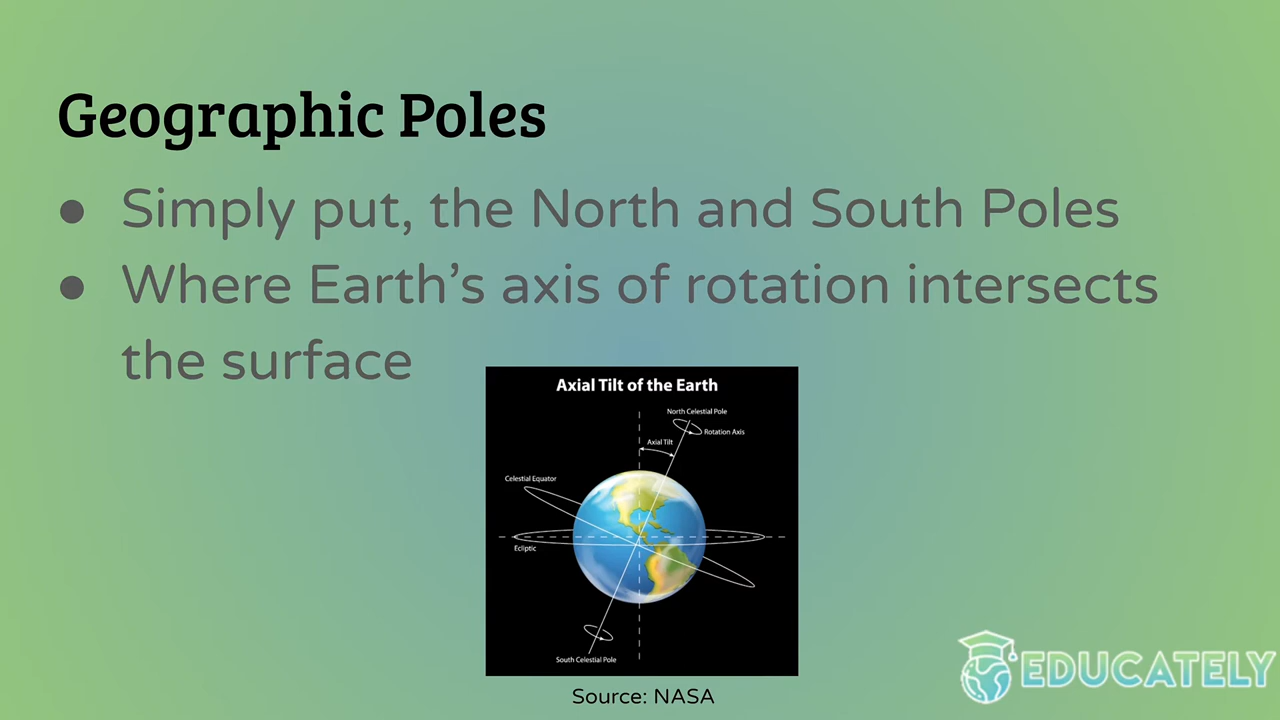 Geographic Poles
● Simply put, the North and South Poles
● Where Earth’s axis of rotation intersects
the surface
Axial Tilt of the Earth
North Celestial Pole
Rotation Axis
Axial Tilt
Celestial Equator
Ecliptic
South Celestial Pole
Source: NASA
EDUCATELY